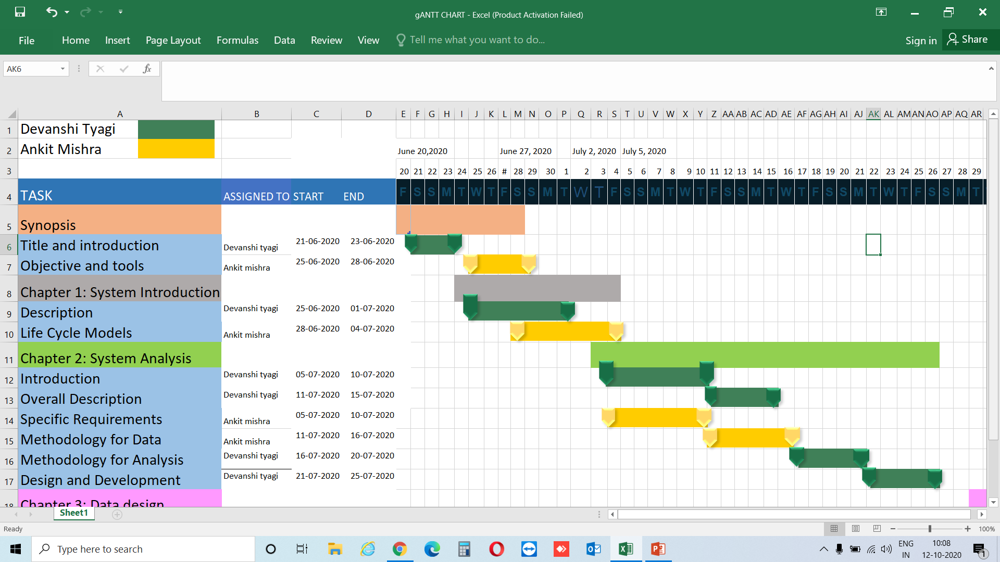 gANTT CHART - Excel (Product Activation Failed)
File Home Insert Page Layout Formulas Data Review View Tell me what you want to do... Sign in Share
AK6 fx
A B C D E F G H I J K L M N O P Q R S T U V W X Y Z AA AB AC AD AE AF AG AH AI AJ AK AL AM AN AO AP AQ AR
1 Devanshi Tyagi
2 Ankit Mishra June 20,2020 June 27, 2020 July 2, 2020 July 5, 2020
3 20 21 22 23 24 25 26 # 28 29 30 1 2 3 4 5 6 7 8 9 10 11 12 13 14 15 16 17 18 19 20 21 22 23 24 25 26 27 28 29
4 TASK ASSIGNED TO START END F S S M T W T F S S M T W T F S S M T W T F S S M T W T F S S M T W T F S S M T
5 Synopsis
6 Title and introduction Devanshi tyagi 21-06-2020 23-06-2020
7 Objective and tools Ankit mishra 25-06-2020 28-06-2020
8 Chapter 1: System Introduction
9 Description Devanshi tyagi 25-06-2020 01-07-2020
10 Life Cycle Models Ankit mishra 28-06-2020 04-07-2020
11 Chapter 2: System Analysis
12 Introduction Devanshi tyagi 05-07-2020 10-07-2020
13 Overall Description Devanshi tyagi 11-07-2020 15-07-2020
14 Specific Requirements Ankit mishra 05-07-2020 10-07-2020
15 Methodology for Data Ankit mishra 11-07-2020 16-07-2020
16 Methodology for Analysis Devanshi tyagi 16-07-2020 20-07-2020
17 Design and Development Devanshi tyagi 21-07-2020 25-07-2020
18 Chapter 3: Data design
Sheet1
Ready 100%
Type here to search ENG 10:08
IN 12-10-2020 1